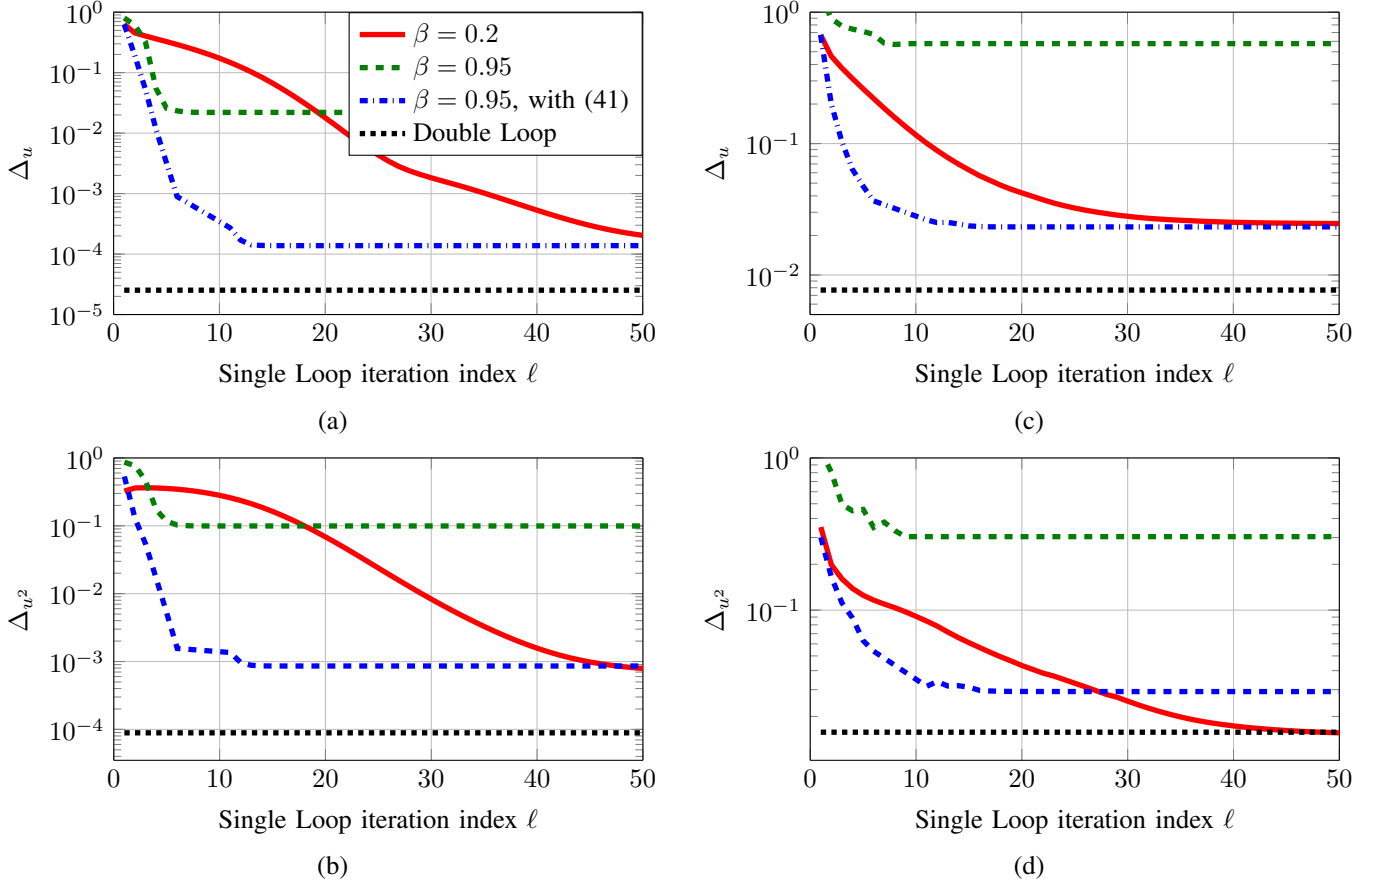 10^0
10^-1
10^-2
10^-3
10^-4
10^-5
Δ_u
β = 0.2
β = 0.95
β = 0.95, with (41)
Double Loop
0 10 20 30 40 50
Single Loop iteration index ℓ
(a)
10^0
10^-1
10^-2
Δ_u
0 10 20 30 40 50
Single Loop iteration index ℓ
(c)
10^0
10^-1
10^-2
10^-3
10^-4
Δ_{u^2}
0 10 20 30 40 50
Single Loop iteration index ℓ
(b)
10^0
10^-1
Δ_{u^2}
0 10 20 30 40 50
Single Loop iteration index ℓ
(d)